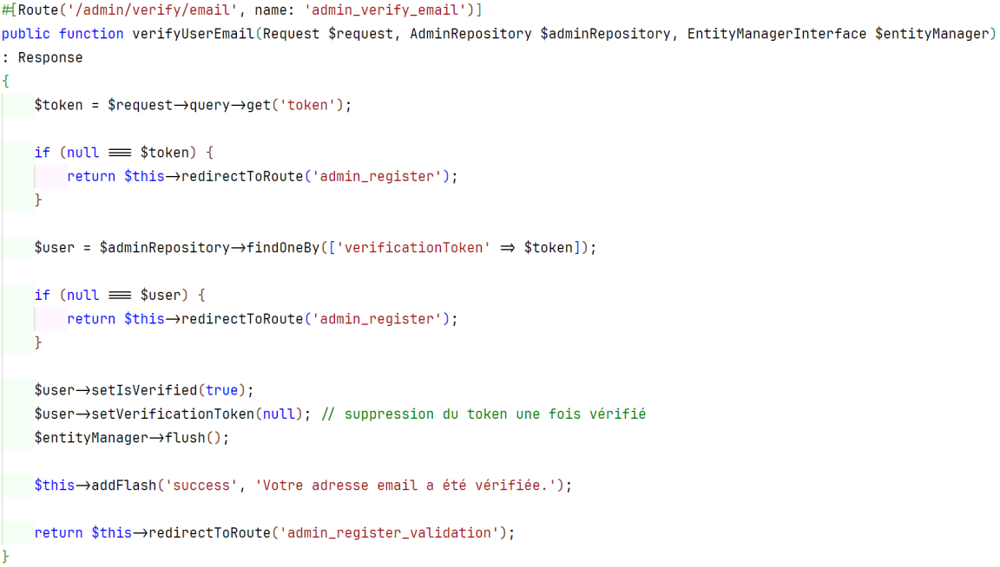 #[Route('/admin/verify/email', name: 'admin_verify_email')]
public function verifyUserEmail(Request $request, AdminRepository $adminRepository, EntityManagerInterface $entityManager)
: Response
{
    $token = $request->query->get('token');

    if (null === $token) {
        return $this->redirectToRoute('admin_register');
    }

    $user = $adminRepository->findOneBy(['verificationToken' => $token]);

    if (null === $user) {
        return $this->redirectToRoute('admin_register');
    }

    $user->setIsVerified(true);
    $user->setVerificationToken(null); // suppression du token une fois vérifié
    $entityManager->flush();

    $this->addFlash('success', 'Votre adresse email a été vérifiée.');

    return $this->redirectToRoute('admin_register_validation');
}